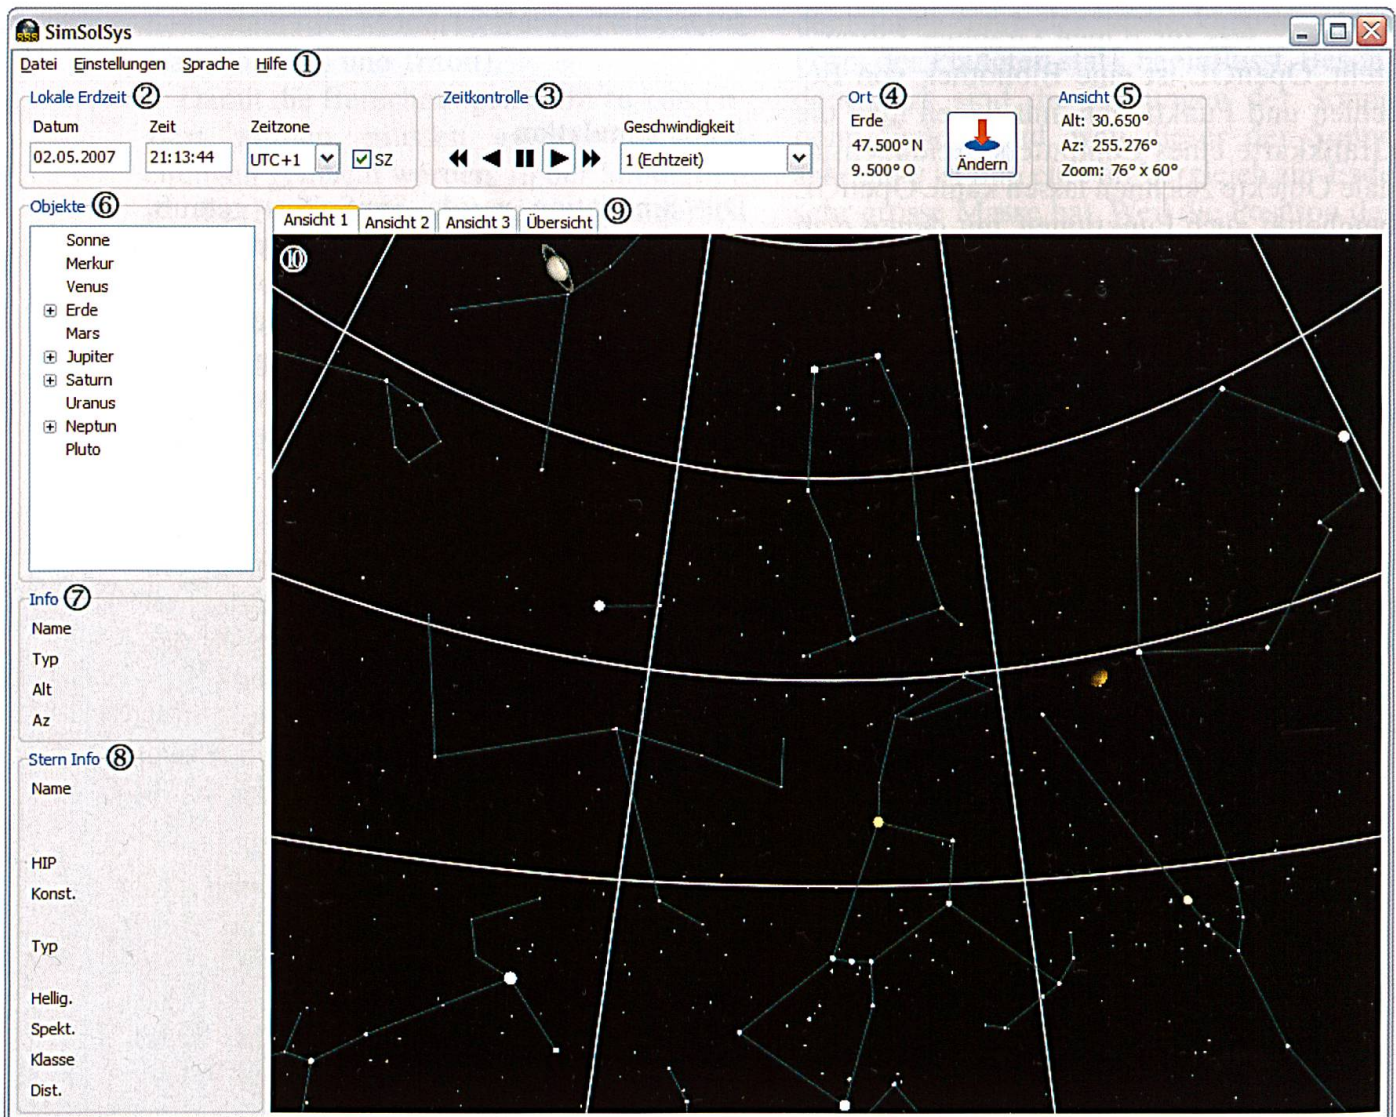 SimSolSys
Datei Einstellungen Sprache Hilfe ①
Lokale Erdzeit ②
Datum Zeit Zeitzone
02.05.2007 21:13:44 UTC+1 SZ
Zeitkontrolle ③
Geschwindigkeit
1 (Echtzeit)
Ort ④
Erde
47.500° N
9.500° O
Ändern
Ansicht ⑤
Alt: 30.650°
Az: 255.276°
Zoom: 76° x 60°
Objekte ⑥
Sonne
Merkur
Venus
Erde
Mars
Jupiter
Saturn
Uranus
Neptun
Pluto
Info ⑦
Name
Typ
Alt
Az
Stern Info ⑧
Name
HIP
Konst.
Typ
Hellig.
Spekt.
Klasse
Dist.
Ansicht 1 Ansicht 2 Ansicht 3 Übersicht ⑨
⑩